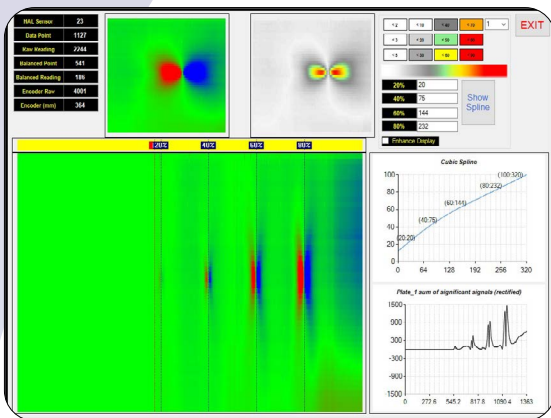 HAL Sensor 23
Data Point 1127
Raw Reading 2244
Balanced Point 541
Balanced Reading 186
Encoder Raw 4001
Encoder (mm) 364
1
EXIT
20% 20
40% 75
60% 144
80% 232
Show
Spline
Enhance Display
20% 40% 60% 80%
Cubic Spline
100
80
60
40
20
0
(20:20)
(40:75)
(60:144)
(80:232)
(100:320)
0 64 128 192 256 320
Plate_1 sum of significant signals (rectified)
1500
900
300
-300
-900
1500
0 272.6 545.2 817.8 1090.4 1363